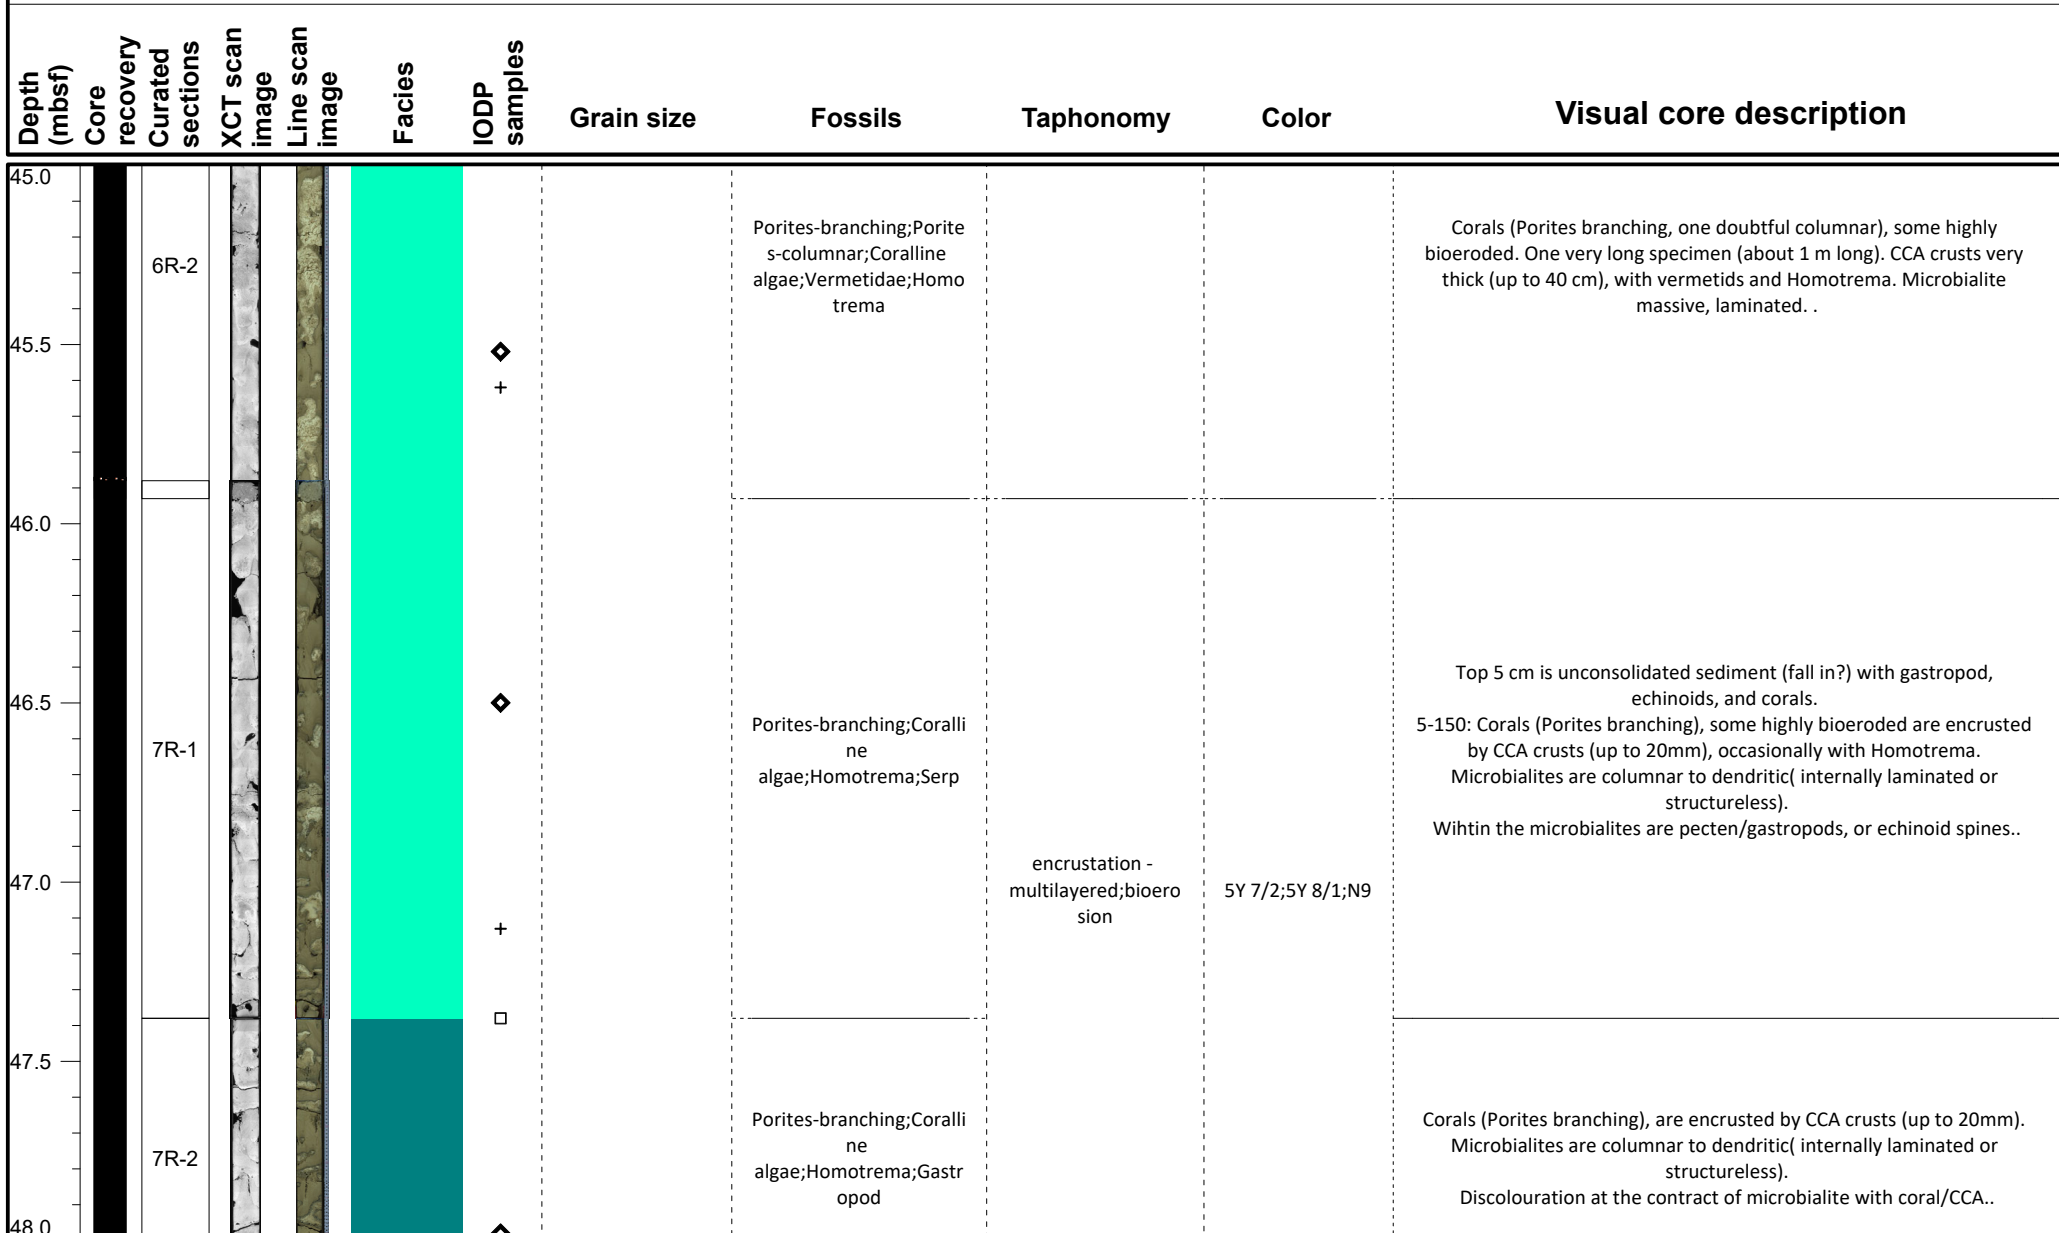 Depth
(mbsf)
Core
recovery
Curated
sections
XCT scan
image
Line scan
image
Facies
IODP
samples
Grain size
Fossils
Taphonomy
Color
Visual core description
45.0
45.5
46.0
46.5
47.0
47.5
48.0
6R-2
7R-1
7R-2
Porites-branching;Porite
s-columnar;Coralline
algae;Vermetidae;Homo
trema
Corals (Porites branching, one doubtful columnar), some highly
bioeroded. One very long specimen (about 1 m long). CCA crusts very
thick (up to 40 cm), with vermetids and Homotrema. Microbialite
massive, laminated. .
Porites-branching;Coralli
ne
algae;Homotrema;Serp
encrustation -
multilayered;bioero
sion
5Y 7/2;5Y 8/1;N9
Top 5 cm is unconsolidated sediment (fall in?) with gastropod,
echinoids, and corals.
5-150: Corals (Porites branching), some highly bioeroded are encrusted
by CCA crusts (up to 20mm), occasionally with Homotrema.
Microbialites are columnar to dendritic( internally laminated or
structureless).
Wihtin the microbialites are pecten/gastropods, or echinoid spines..
Porites-branching;Coralli
ne
algae;Homotrema;Gastr
opod
Corals (Porites branching), are encrusted by CCA crusts (up to 20mm).
Microbialites are columnar to dendritic( internally laminated or
structureless).
Discolouration at the contract of microbialite with coral/CCA..